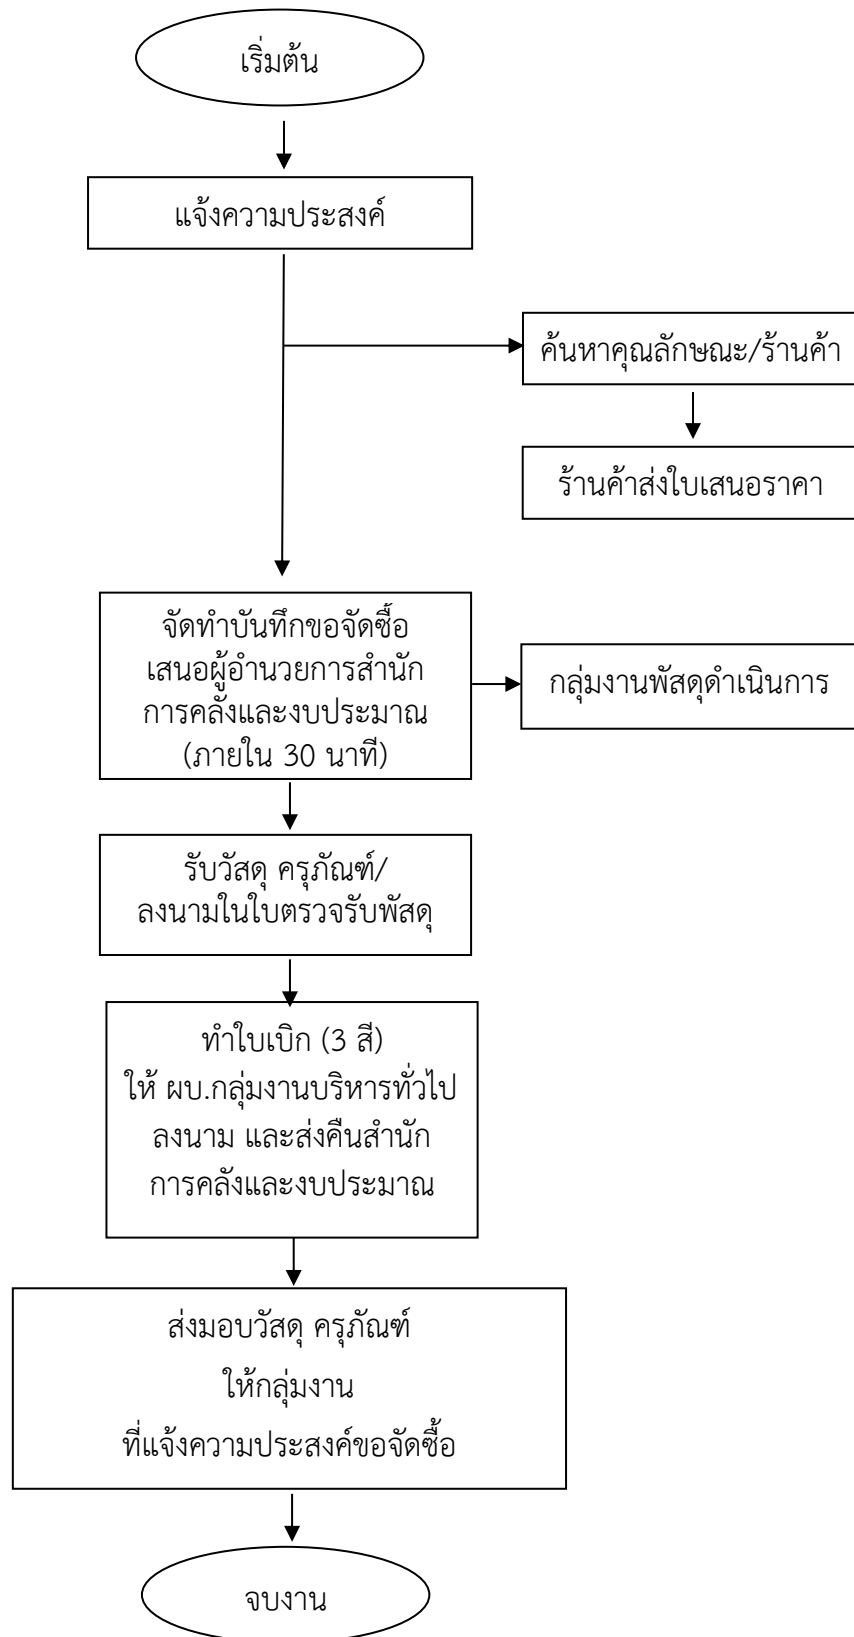 เริ่มต้น
แจ้งความประสงค์
ค้นหาคุณลักษณะ/ร้านค้า
ร้านค้าส่งใบเสนอราคา
จัดทำบันทึกขอจัดซื้อ
เสนอผู้อำนวยการสำนัก
การคลังและงบประมาณ
(ภายใน 30 นาที)
กลุ่มงานพัสดุดำเนินการ
รับวัสดุ ครุภัณฑ์/
ลงนามในใบตรวจรับพัสดุ
ทำใบเบิก (3 สี)
ให้ ผบ.กลุ่มงานบริหารทั่วไป
ลงนาม และส่งคืนสำนัก
การคลังและงบประมาณ
ส่งมอบวัสดุ ครุภัณฑ์
ให้กลุ่มงาน
ที่แจ้งความประสงค์ขอจัดซื้อ
จบงาน